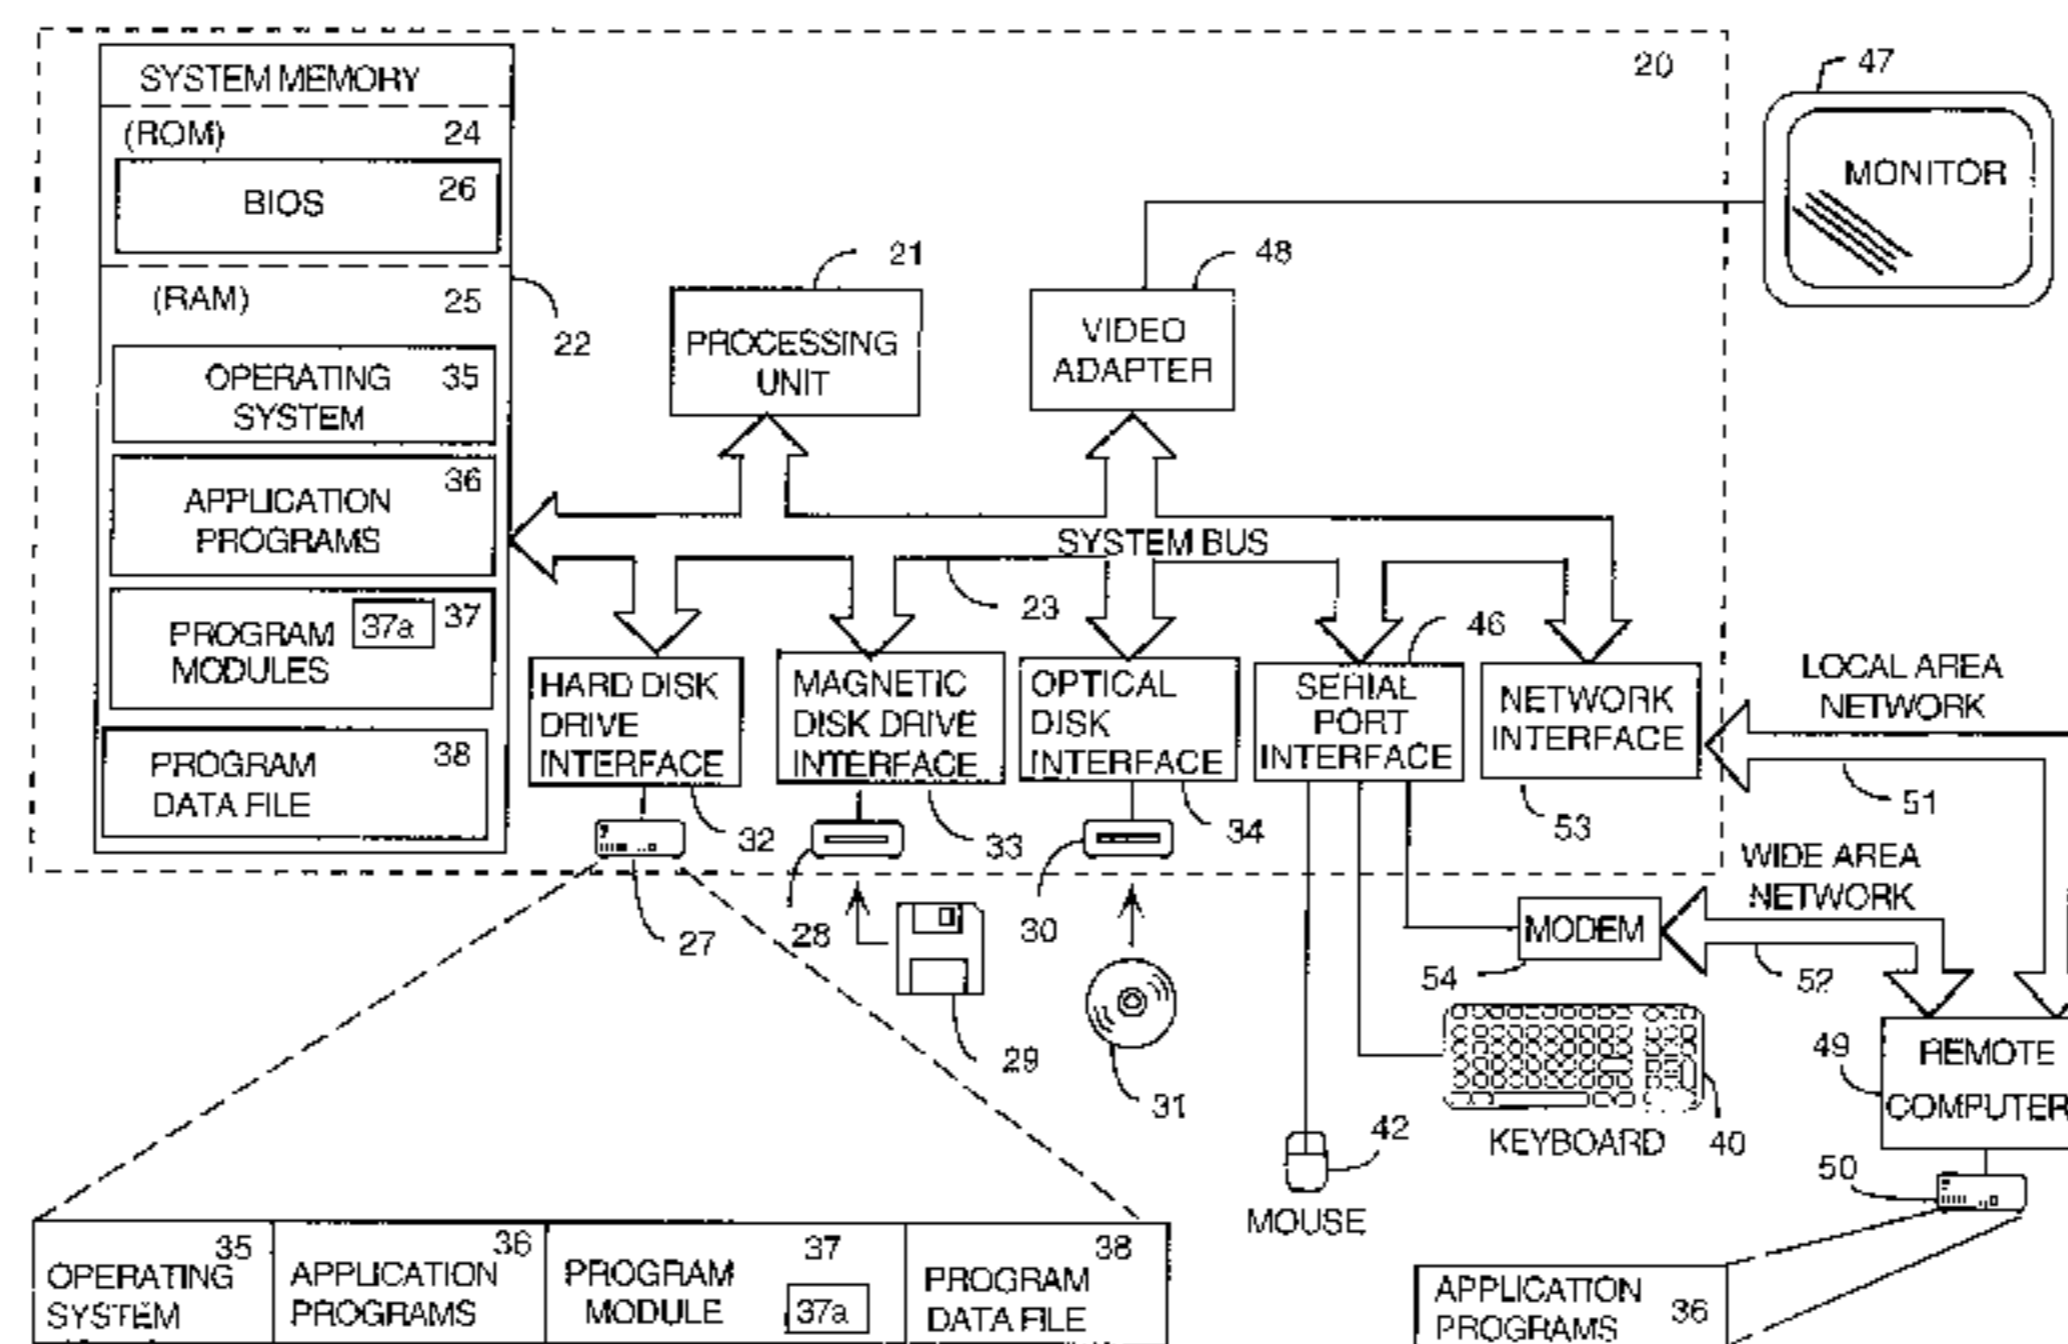 20
47
SYSTEM MEMORY
(ROM) 24
BIOS 26
MONITOR
(RAM) 25
22
21
48
PROCESSING
UNIT
VIDEO
ADAPTER
OPERATING 35
SYSTEM
APPLICATION 36
PROGRAMS
SYSTEM BUS
23
46
PROGRAM 37a 37
MODULES
PROGRAM 38
DATA FILE
HARD DISK
DRIVE
INTERFACE
MAGNETIC
DISK DRIVE
INTERFACE
OPTICAL
DISK
INTERFACE
SERIAL
PORT
INTERFACE
NETWORK
INTERFACE
LOCAL AREA
NETWORK
32
33
34
53
51
WIDE AREA
NETWORK
27
28
30
MODEM
54
52
29
31
49
REMOTE
COMPUTER
42
MOUSE
KEYBOARD 40
50
35
OPERATING
SYSTEM
36
APPLICATION
PROGRAMS
37
PROGRAM
MODULE 37a
38
PROGRAM
DATA FILE
APPLICATION
PROGRAMS 36